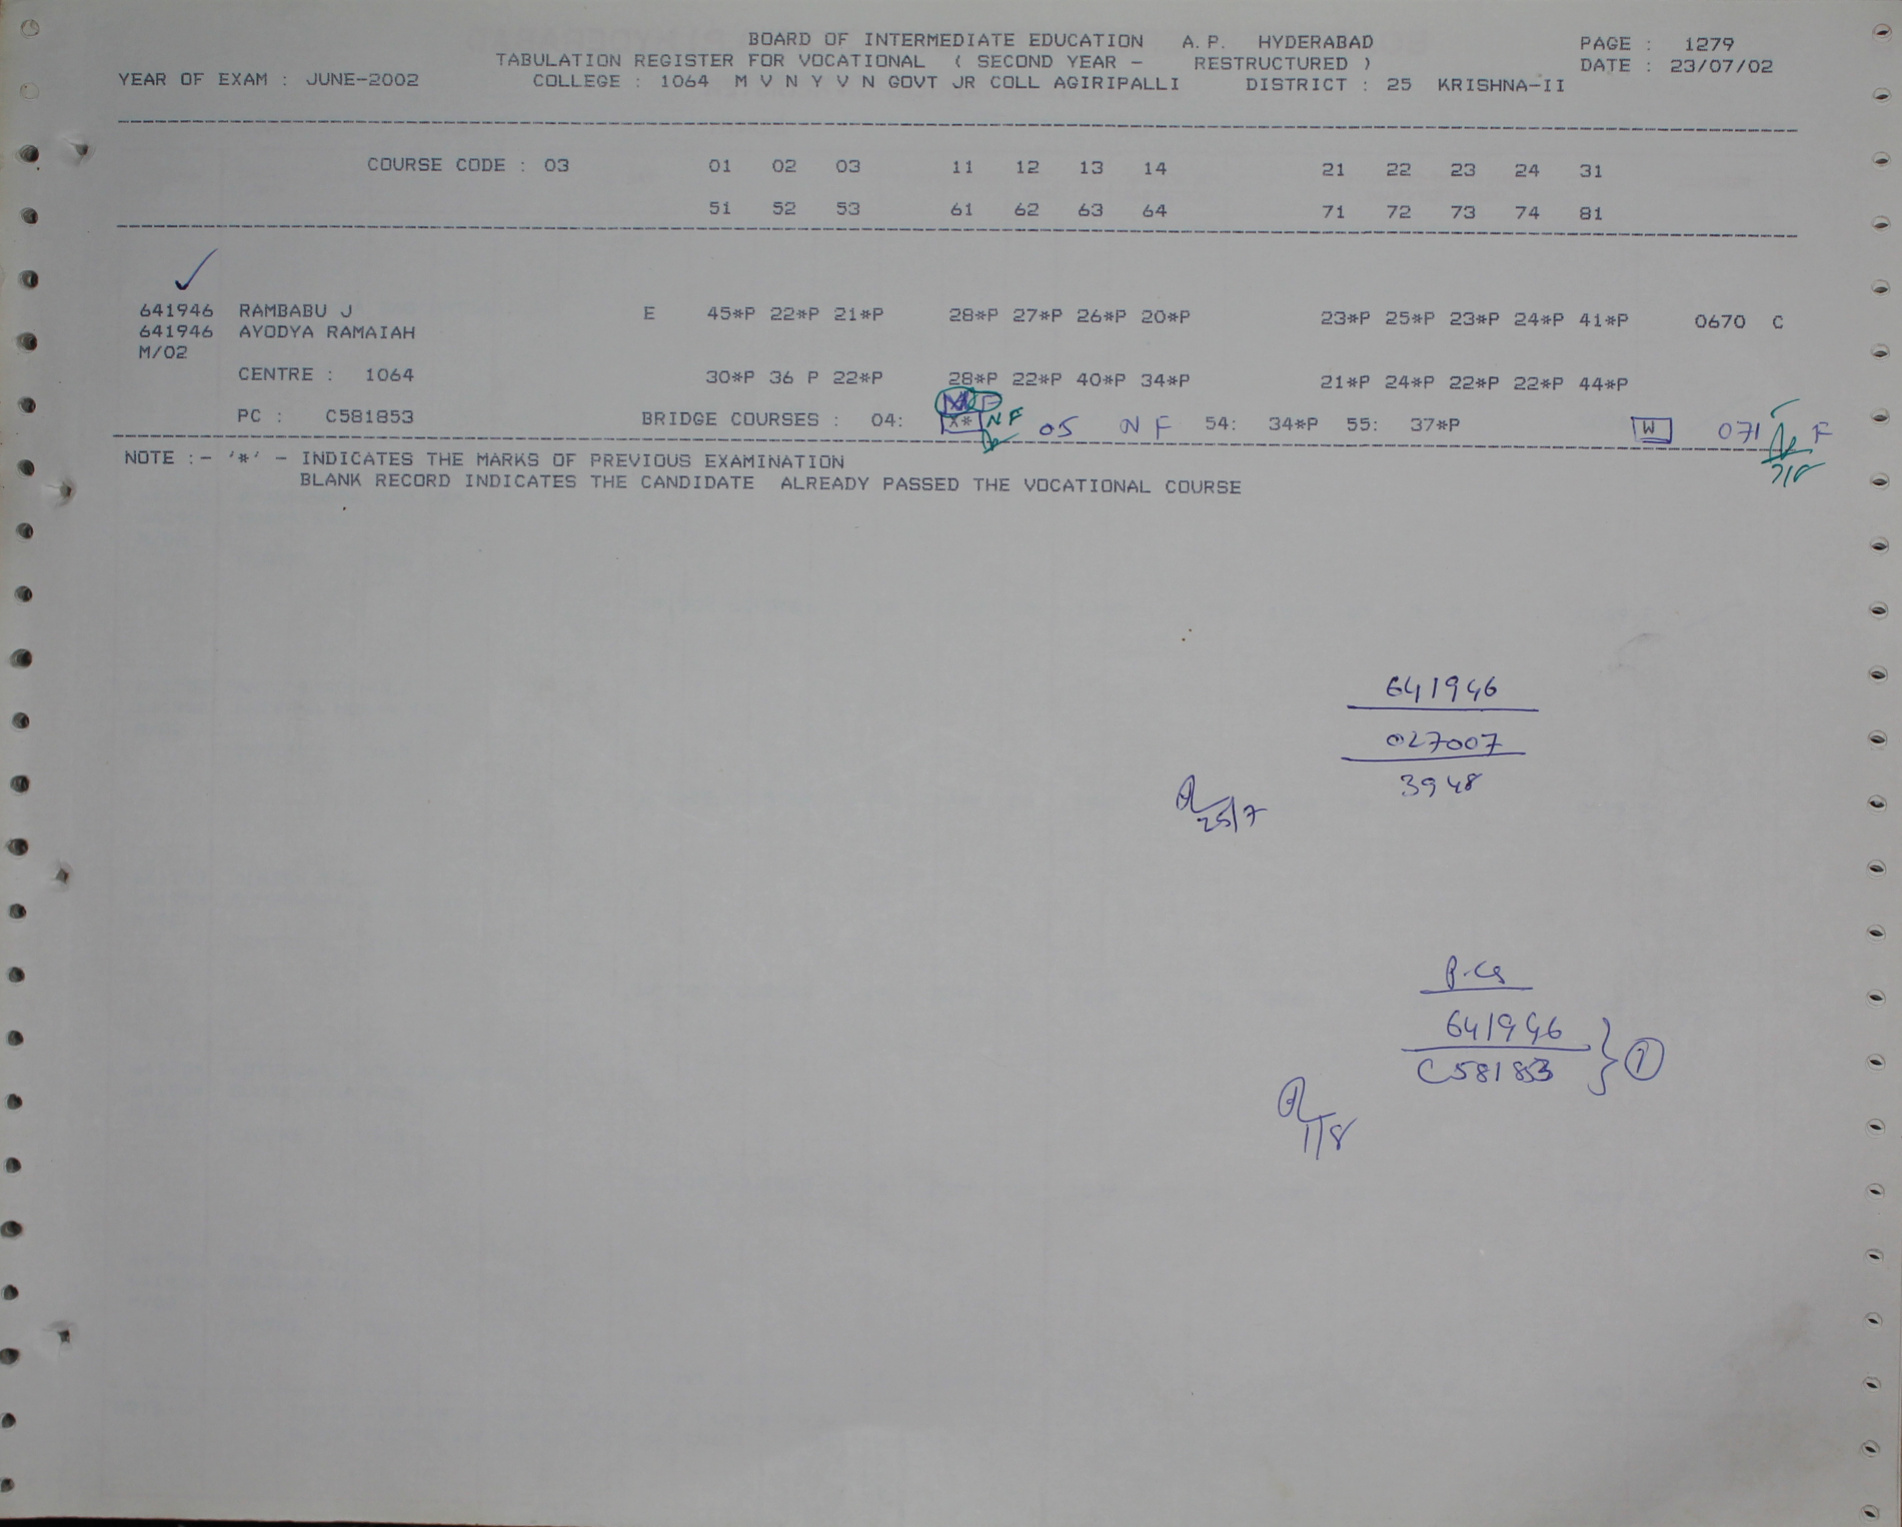 BOARD OF INTERMEDIATE EDUCATION A.P. HYDERABAD PAGE : 1279
TABULATION REGISTER FOR VOCATIONAL ( SECOND YEAR - RESTRUCTURED ) DATE : 23/07/02
YEAR OF EXAM : JUNE-2002 COLLEGE : 1064 M V N Y V N GOVT JR COLL AGIRIPALLI DISTRICT : 25 KRISHNA-II
COURSE CODE : 03 01 02 03 11 12 13 14 21 22 23 24 31
51 52 53 61 62 63 64 71 72 73 74 81
641946 RAMBABU J E 45*P 22*P 21*P 28*P 27*P 26*P 20*P 23*P 25*P 23*P 24*P 41*P 0670 C
641946 AYODYA RAMAIAH
M/02
CENTRE : 1064 30*P 36 P 22*P 28*P 22*P 40*P 34*P 21*P 24*P 22*P 22*P 44*P
PC : C581853 BRIDGE COURSES : 04: ** NF 05 NF 54: 34*P 55: 37*P W 071 F
NOTE :- '*' - INDICATES THE MARKS OF PREVIOUS EXAMINATION
BLANK RECORD INDICATES THE CANDIDATE ALREADY PASSED THE VOCATIONAL COURSE
641946
027007
3948
25/7
641946
C58183
1
1/8